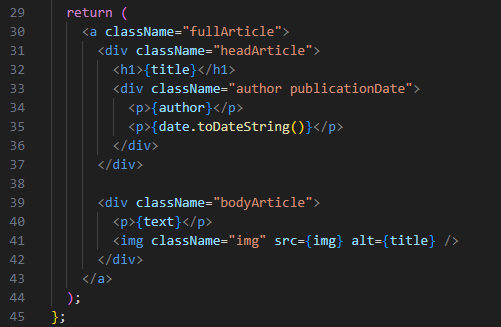 29 return (
30 <a className="fullArticle">
31 <div className="headArticle">
32 <h1>{title}</h1>
33 <div className="author publicationDate">
34 <p>{author}</p>
35 <p>{date.toDateString()}</p>
36 </div>
37 </div>
38
39 <div className="bodyArticle">
40 <p>{text}</p>
41 <img className="img" src={img} alt={title} />
42 </div>
43 </a>
44 );
45 };